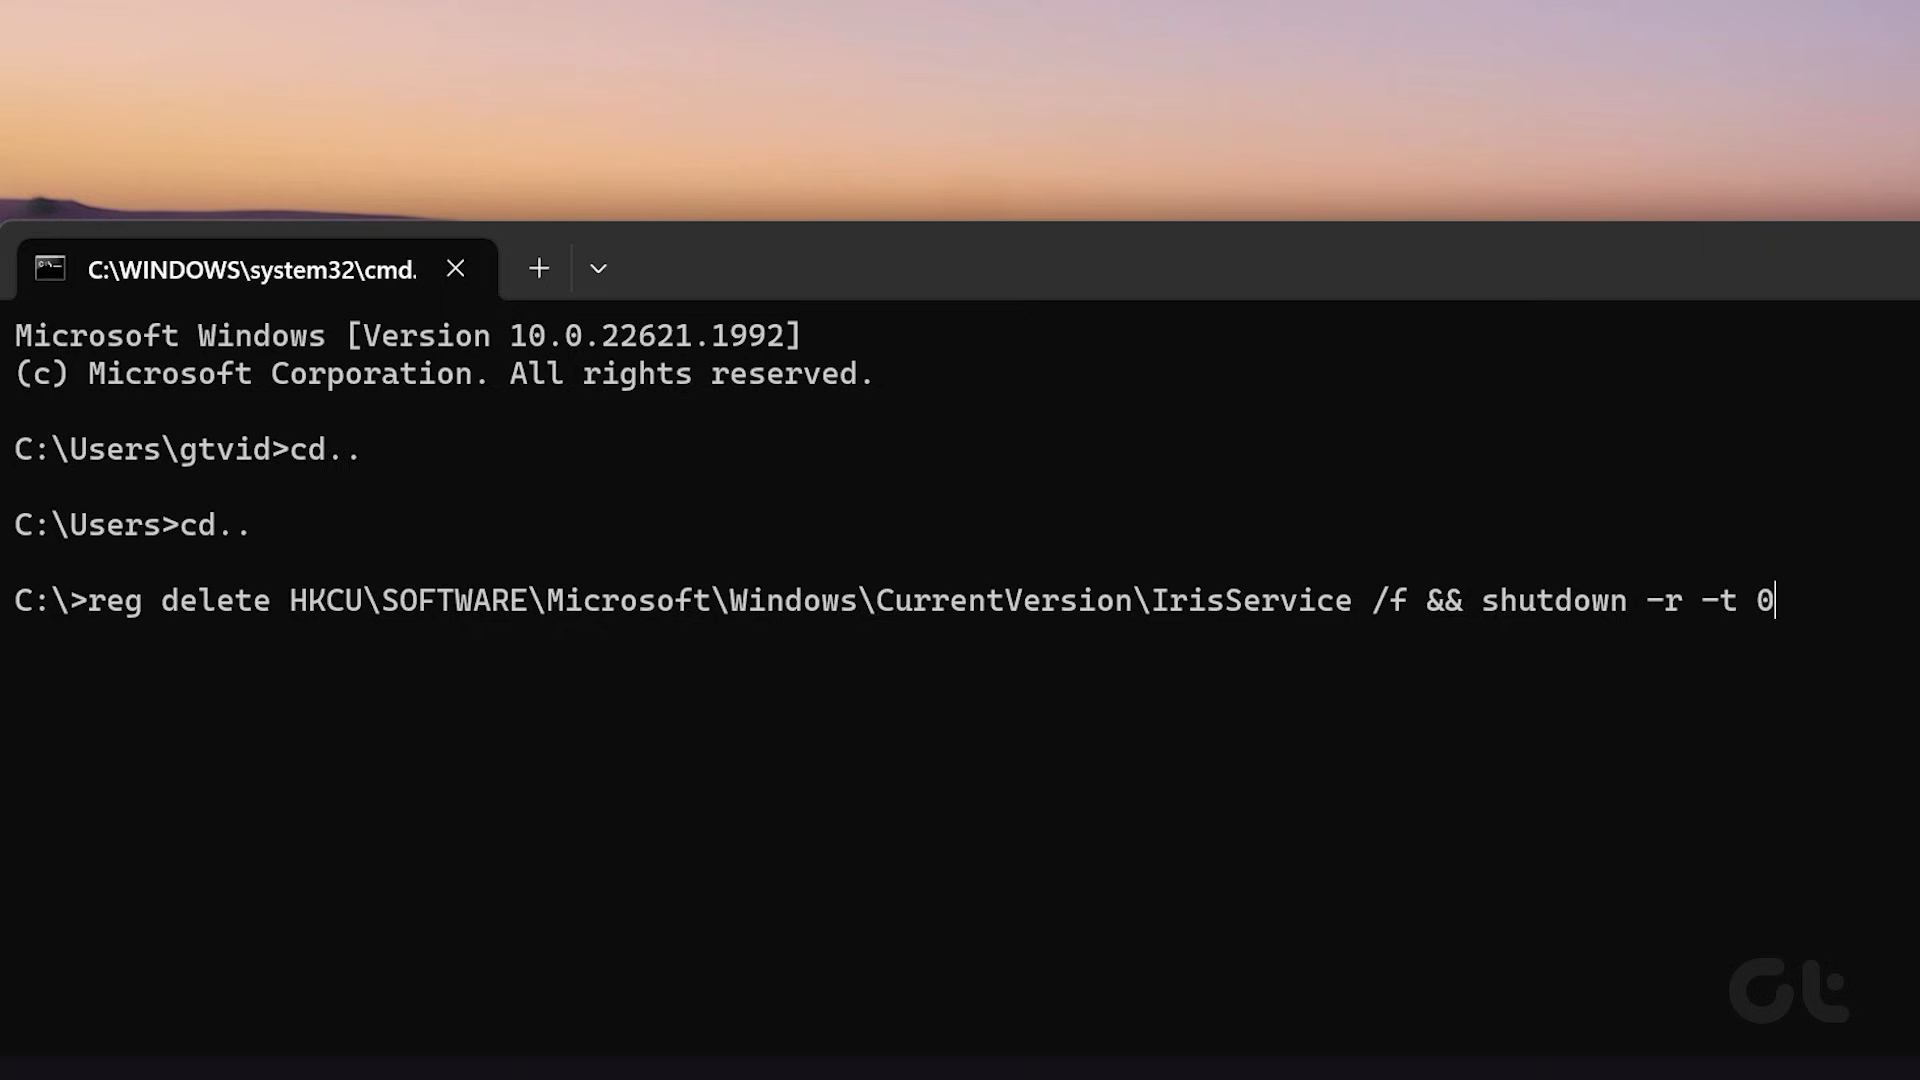 C:\WINDOWS\system32\cmd.
Microsoft Windows [Version 10.0.22621.1992]
(c) Microsoft Corporation. All rights reserved.
C:\Users\gtvid>cd..
C:\Users>cd..
C:\>reg delete HKCU\SOFTWARE\Microsoft\Windows\CurrentVersion\IrisService /f && shutdown -r -t 0
Gt